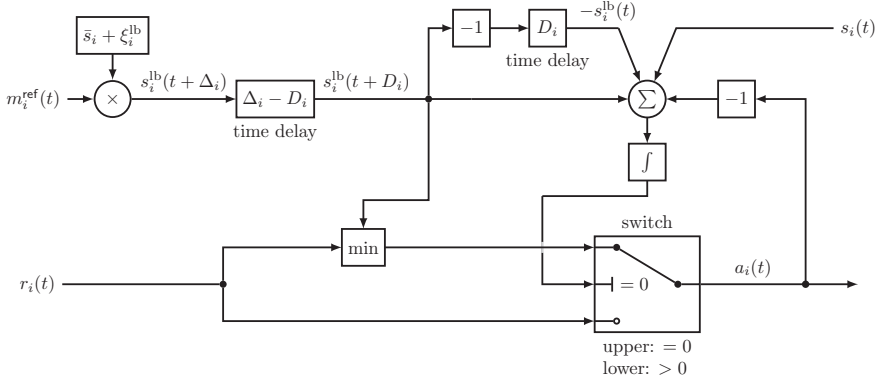 −1
D_i
−s_i^lb(t)
s_i(t)
s̄_i + ξ_i^lb
time delay
m_i^ref(t)
×
s_i^lb(t + Δ_i)
Δ_i − D_i
s_i^lb(t + D_i)
∑
−1
time delay
∫
switch
min
r_i(t)
= 0
a_i(t)
upper: = 0
lower: > 0